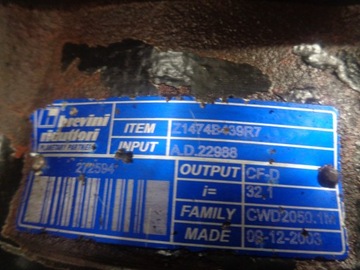 brevini
riduttori
PLANETARY PARTNER
ITEM Z1474B439R7
INPUT A.D.22988
272594
OUTPUT CF-D
i= 32,1
FAMILY CWD2050.1M
MADE 09-12-2003